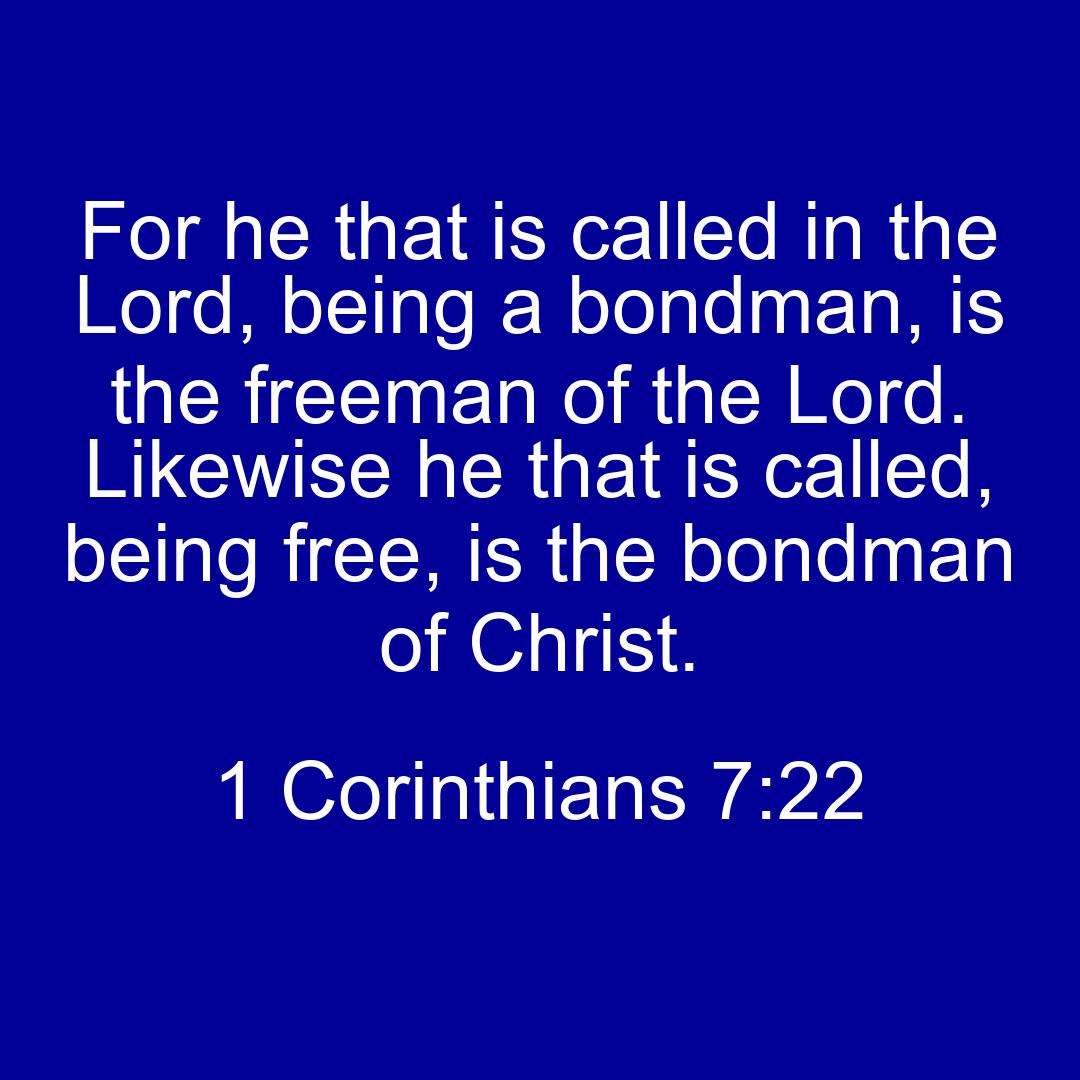 For he that is called in the
Lord, being a bondman, is
the freeman of the Lord.
Likewise he that is called,
being free, is the bondman
of Christ.
1 Corinthians 7:22